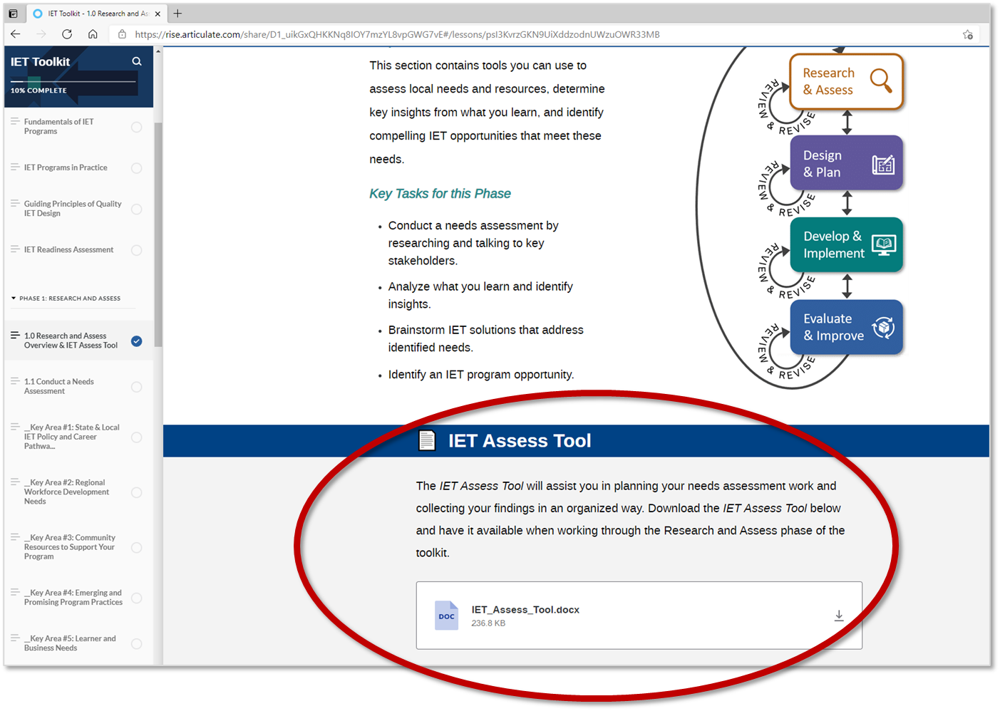 IET Toolkit - 1.0 Research and As
https://rise.articulate.com/share/D1_uikGxQHKKNq8IOY7mzYL8vpGWG7vE#/lessons/psI3KvrzGKN9UiXddzodnUWzuOWR33MB
IET Toolkit
10% COMPLETE
Fundamentals of IET
Programs
IET Programs in Practice
Guiding Principles of Quality
IET Design
IET Readiness Assessment
PHASE 1: RESEARCH AND ASSESS
1.0 Research and Assess
Overview & IET Assess Tool
1.1 Conduct a Needs
Assessment
__Key Area #1: State & Local
IET Policy and Career
Pathwa...
__Key Area #2: Regional
Workforce Development
Needs
__Key Area #3: Community
Resources to Support Your
Program
__Key Area #4: Emerging and
Promising Program Practices
__Key Area #5: Learner and
Business Needs
This section contains tools you can use to
assess local needs and resources, determine
key insights from what you learn, and identify
compelling IET opportunities that meet these
needs.
Key Tasks for this Phase
• Conduct a needs assessment by
researching and talking to key
stakeholders.
• Analyze what you learn and identify
insights.
• Brainstorm IET solutions that address
identified needs.
• Identify an IET program opportunity.
Research
& Assess
REVIEW & REVISE
Design
& Plan
REVIEW & REVISE
Develop &
Implement
REVIEW & REVISE
Evaluate
& Improve
REVIEW & REVISE
IET Assess Tool
The IET Assess Tool will assist you in planning your needs assessment work and
collecting your findings in an organized way. Download the IET Assess Tool below
and have it available when working through the Research and Assess phase of the
toolkit.
DOC
IET_Assess_Tool.docx
236.8 KB